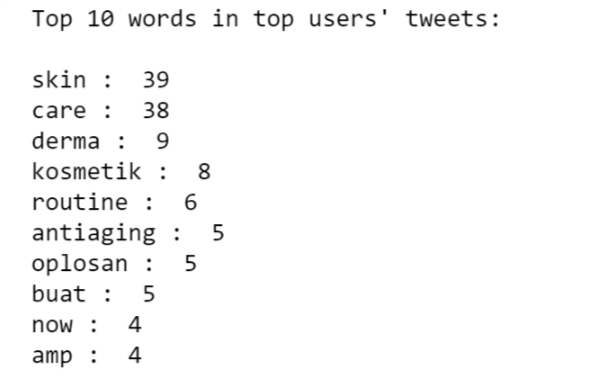 Top 10 words in top users' tweets:
skin :  39
care :  38
derma :  9
kosmetik :  8
routine :  6
antiaging :  5
oplosan :  5
buat :  5
now :  4
amp :  4